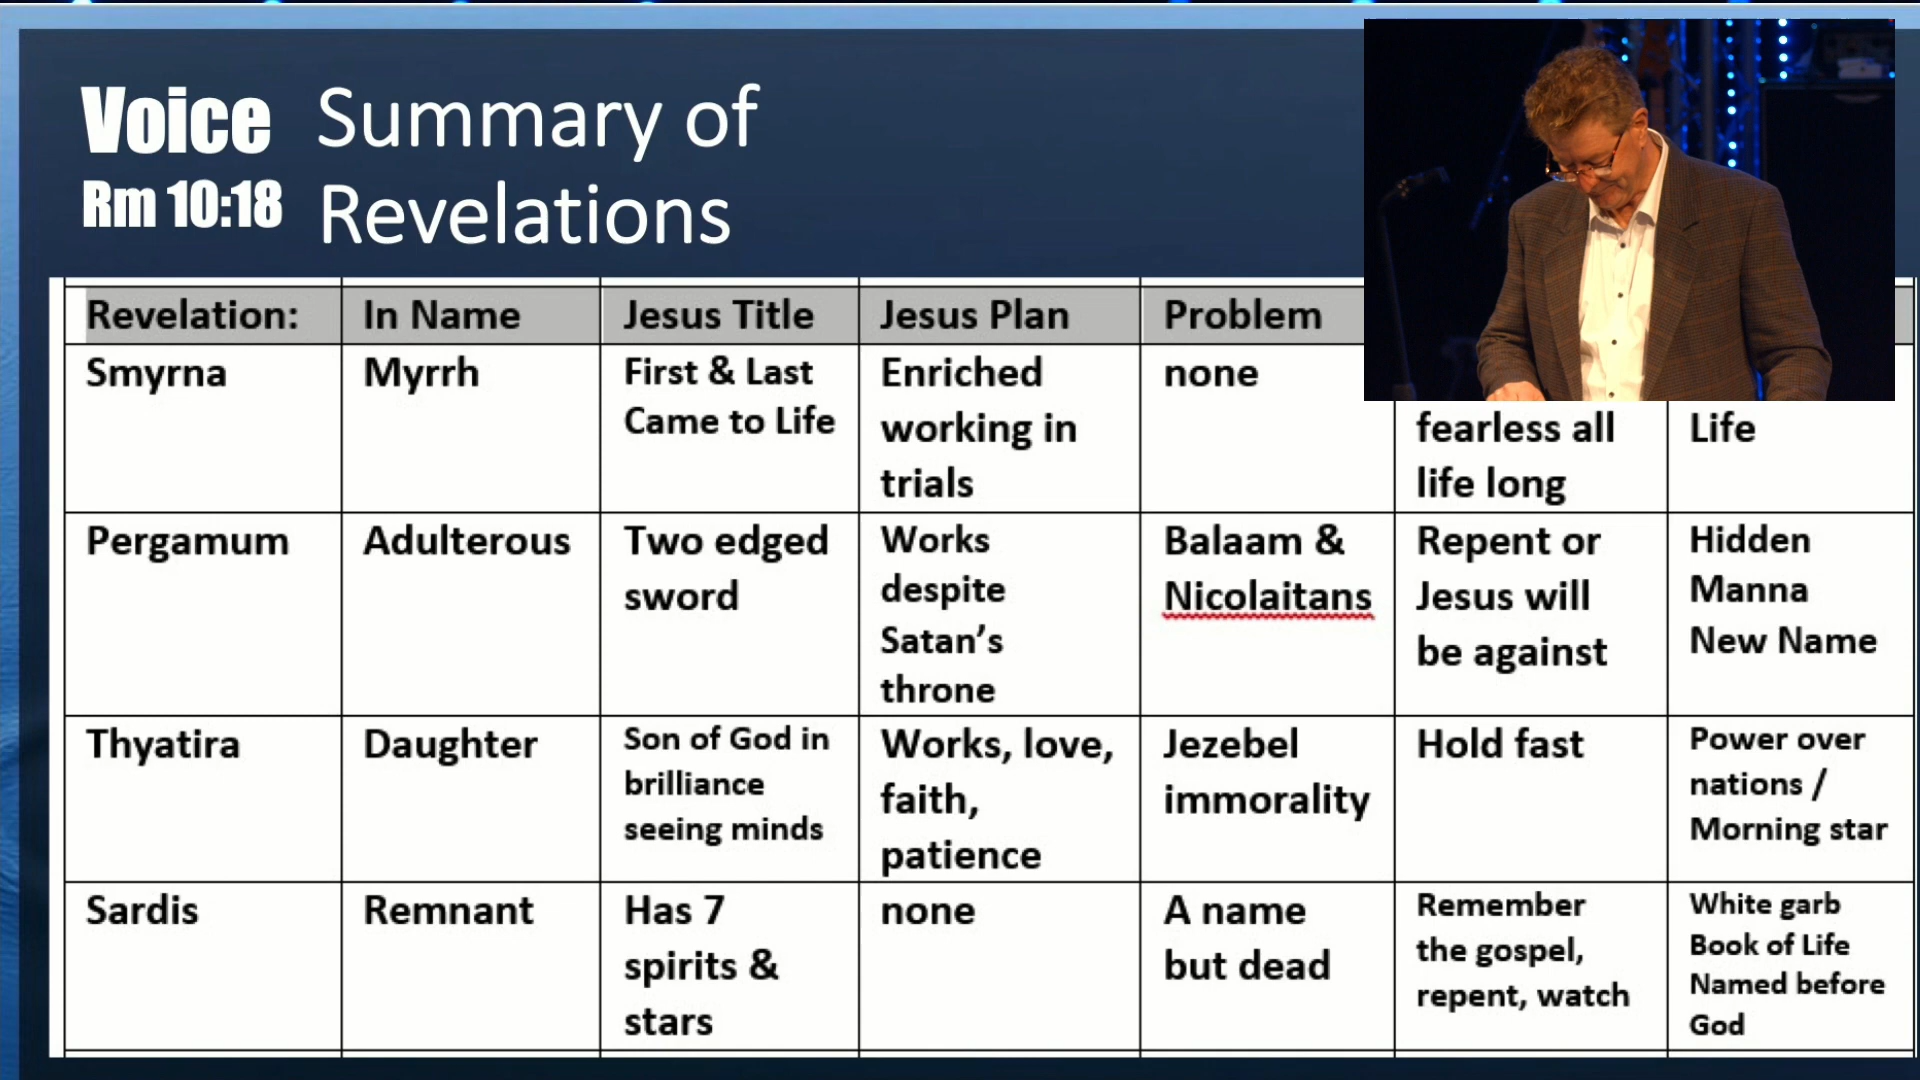 Voice
Rm 10:18
Summary of
Revelations
Revelation:
In Name
Jesus Title
Jesus Plan
Problem
Smyrna
Myrrh
First & Last
Came to Life
Enriched
working in
trials
none
fearless all
life long
Life
Pergamum
Adulterous
Two edged
sword
Works
despite
Satan's
throne
Balaam &
Nicolaitans
Repent or
Jesus will
be against
Hidden
Manna
New Name
Thyatira
Daughter
Son of God in
brilliance
seeing minds
Works, love,
faith,
patience
Jezebel
immorality
Hold fast
Power over
nations /
Morning star
Sardis
Remnant
Has 7
spirits &
stars
none
A name
but dead
Remember
the gospel,
repent, watch
White garb
Book of Life
Named before
God